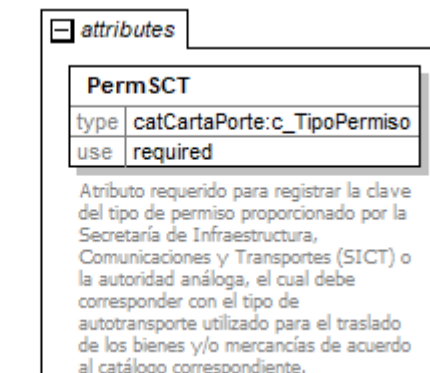 attributes
PermSCT
type catCartaPorte:c_TipoPermiso
use required
Atributo requerido para registrar la clave
del tipo de permiso proporcionado por la
Secretaría de Infraestructura,
Comunicaciones y Transportes (SICT) o
la autoridad análoga, el cual debe
corresponder con el tipo de
autotransporte utilizado para el traslado
de los bienes y/o mercancías de acuerdo
al catálogo correspondiente.